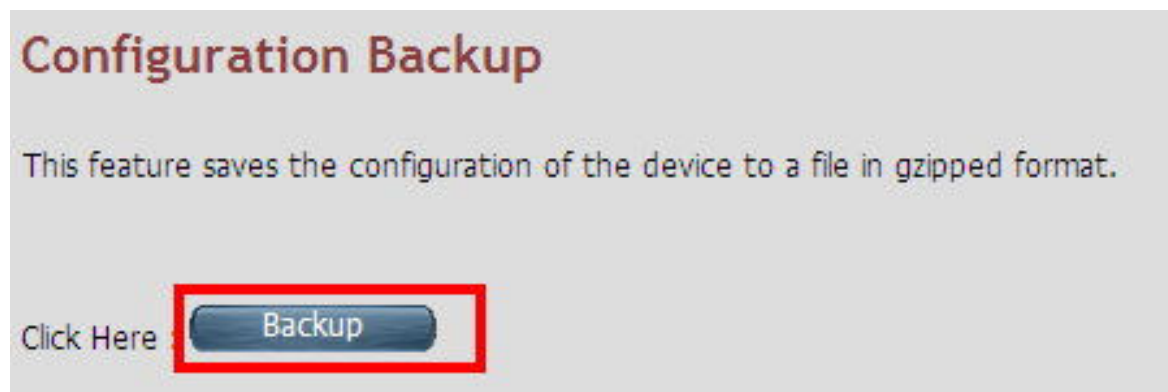 Configuration Backup
This feature saves the configuration of the device to a file in gzipped format.
Click Here : Backup